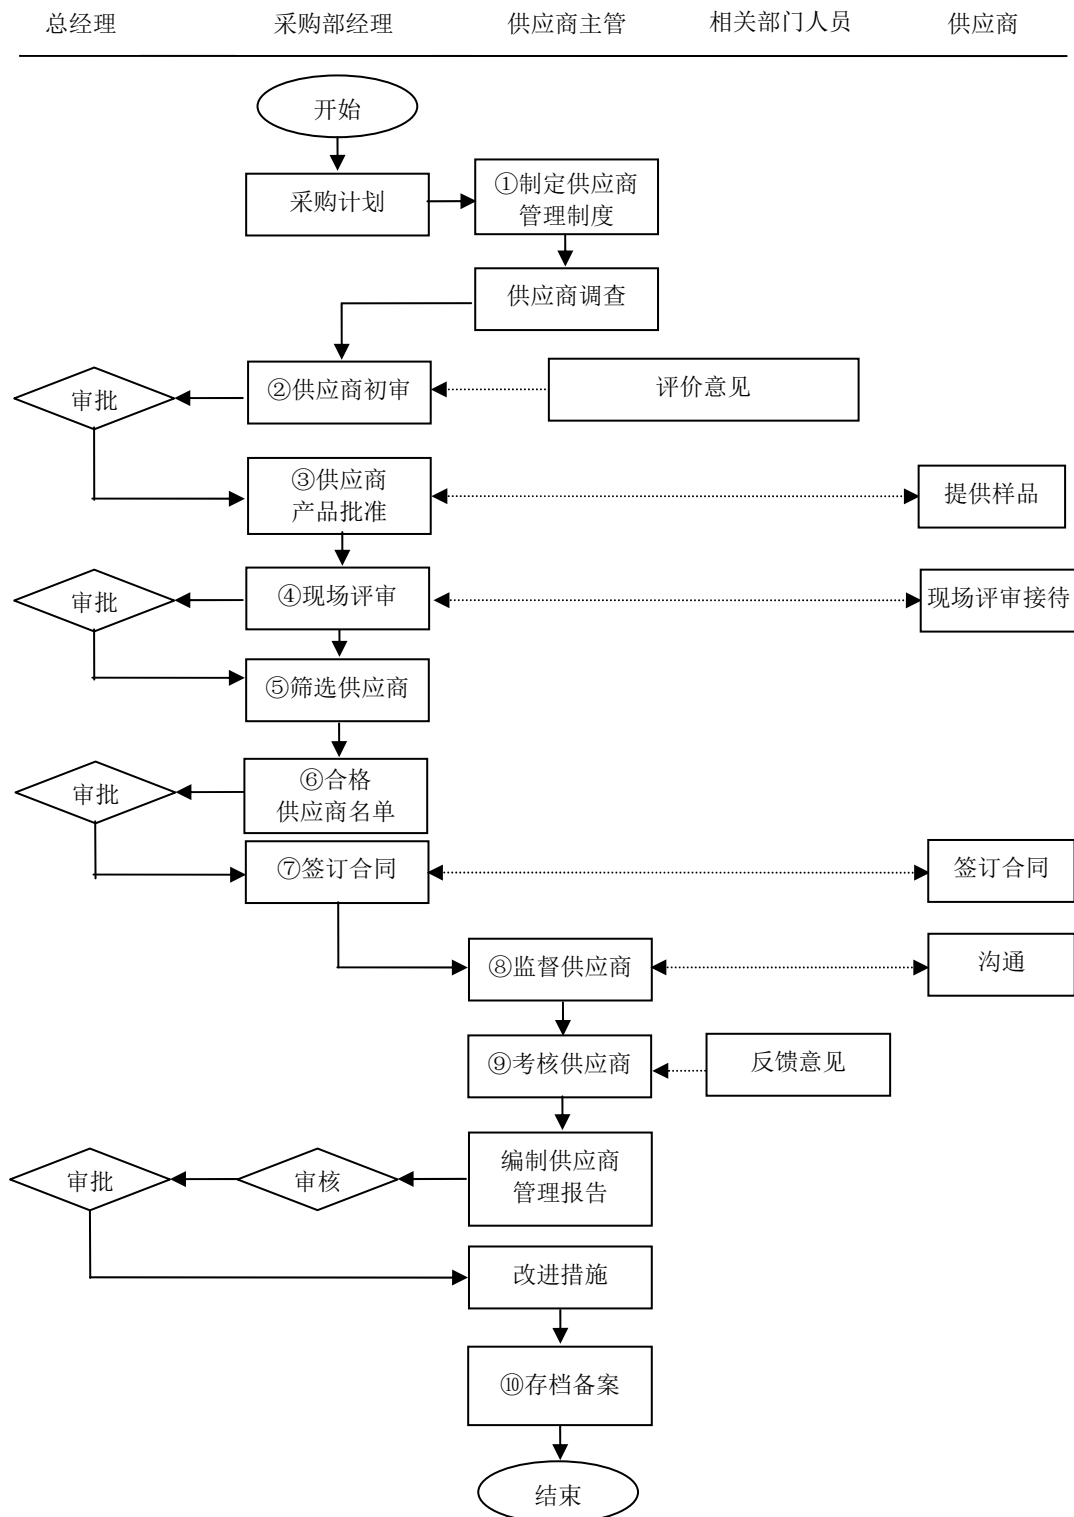 总经理
采购部经理
供应商主管
相关部门人员
供应商
开始
采购计划
①制定供应商
管理制度
供应商调查
审批
②供应商初审
评价意见
③供应商
产品批准
提供样品
审批
④现场评审
现场评审接待
⑤筛选供应商
审批
⑥合格
供应商名单
⑦签订合同
签订合同
⑧监督供应商
沟通
⑨考核供应商
反馈意见
审批
审核
编制供应商
管理报告
改进措施
⑩存档备案
结束